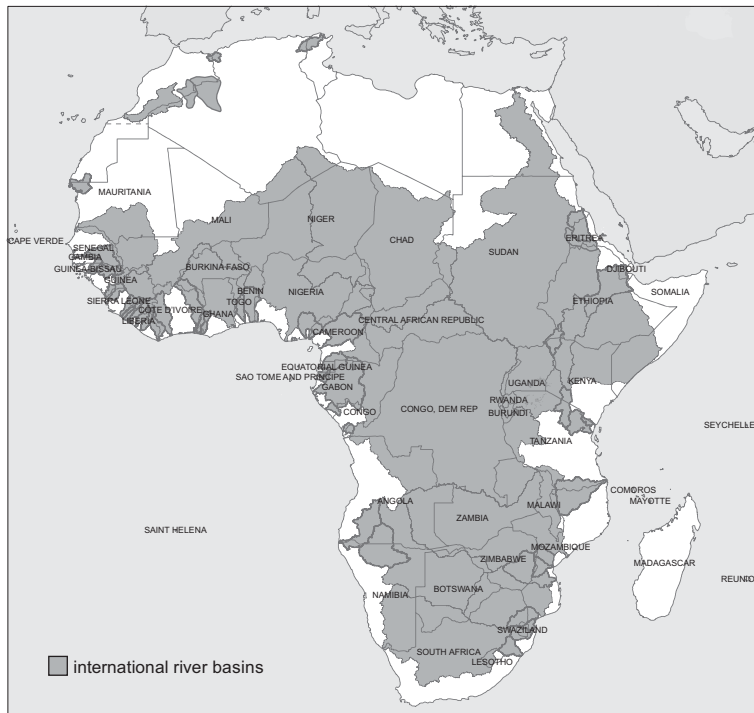 MAURITANIA
MALI
NIGER
CHAD
SUDAN
ERITREA
CAPE VERDE
SENEGAL
GAMBIA
GUINEA-BISSAU
GUINEA
BURKINA FASO
DJIBOUTI
SOMALIA
SIERRA LEONE
LIBERIA
COTE D'IVOIRE
GHANA
TOGO
BENIN
NIGERIA
ETHIOPIA
CAMEROON
CENTRAL AFRICAN REPUBLIC
EQUATORIAL GUINEA
SAO TOME AND PRINCIPE
GABON
CONGO
CONGO, DEM REP
UGANDA
KENYA
RWANDA
BURUNDI
SEYCHELLE
TANZANIA
COMOROS
MAYOTTE
ANGOLA
ZAMBIA
MALAWI
SAINT HELENA
MOZAMBIQUE
ZIMBABWE
MADAGASCAR
NAMIBIA
BOTSWANA
SWAZILAND
SOUTH AFRICA
LESOTHO
international river basins